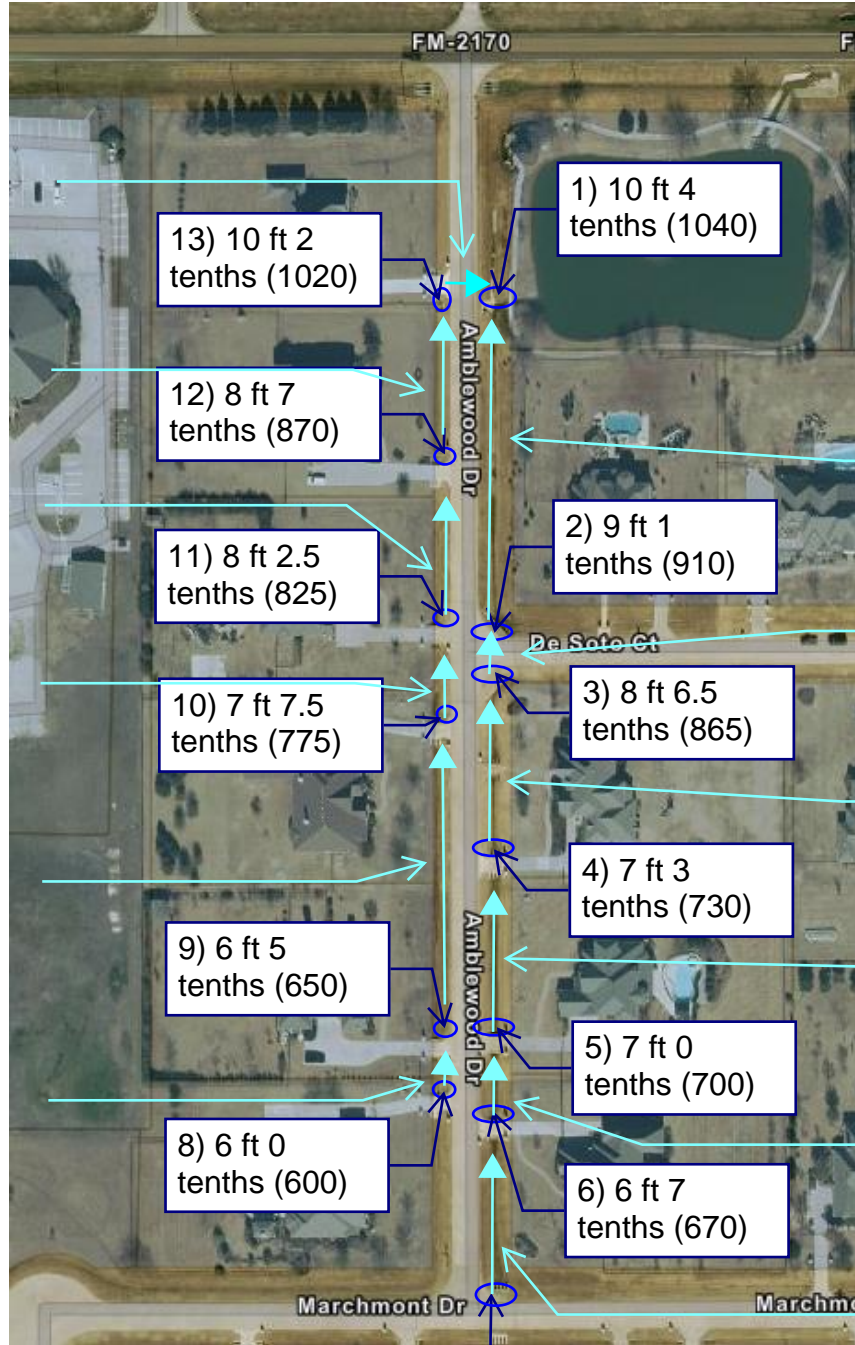 FM-2170
F
1) 10 ft 4
tenths (1040)
13) 10 ft 2
tenths (1020)
Amblewood Dr
12) 8 ft 7
tenths (870)
2) 9 ft 1
tenths (910)
11) 8 ft 2.5
tenths (825)
De Soto Ct
3) 8 ft 6.5
tenths (865)
10) 7 ft 7.5
tenths (775)
4) 7 ft 3
tenths (730)
Amblewood Dr
9) 6 ft 5
tenths (650)
5) 7 ft 0
tenths (700)
8) 6 ft 0
tenths (600)
6) 6 ft 7
tenths (670)
Marchmont Dr
Marchmo